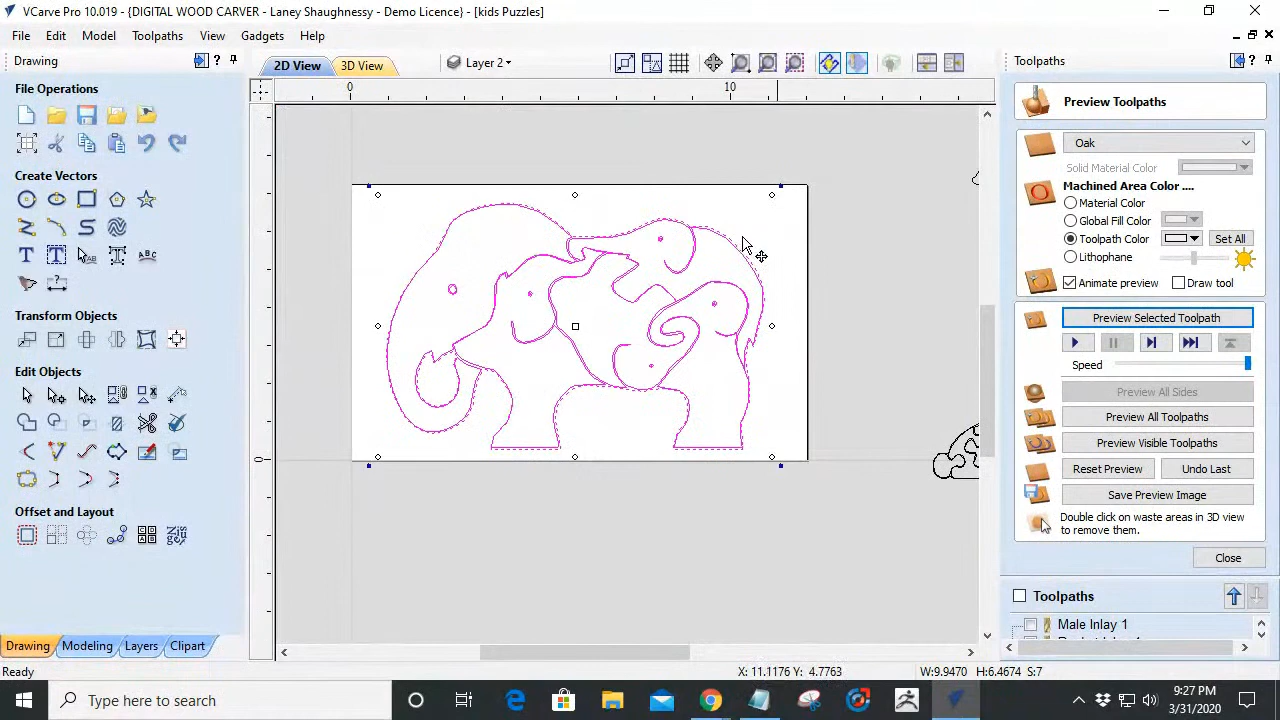 VCarve Pro 10.019 - {DIGITAL WOOD CARVER - Laney Shaughnessy - Demo Licence} - [kids Puzzles]
File Edit Model Toolpaths View Gadgets Help
Drawing
File Operations
Create Vectors
Transform Objects
Edit Objects
Offset and Layout
Drawing Modeling Layers Clipart
2D View 3D View Layer 2
0 10
0
Toolpaths
Preview Toolpaths
Oak
Solid Material Color
Machined Area Color ....
Material Color
Global Fill Color
Toolpath Color Set All
Lithophane
Animate preview Draw tool
Preview Selected Toolpath
Speed
Preview All Sides
Preview All Toolpaths
Preview Visible Toolpaths
Reset Preview Undo Last
Save Preview Image
Double click on waste areas in 3D view
to remove them.
Close
Toolpaths
Male Inlay 1
Ready X: 11.1176 Y: 4.7763 W:9.9470 H:6.4674 S:7
Type here to search
9:27 PM
3/31/2020